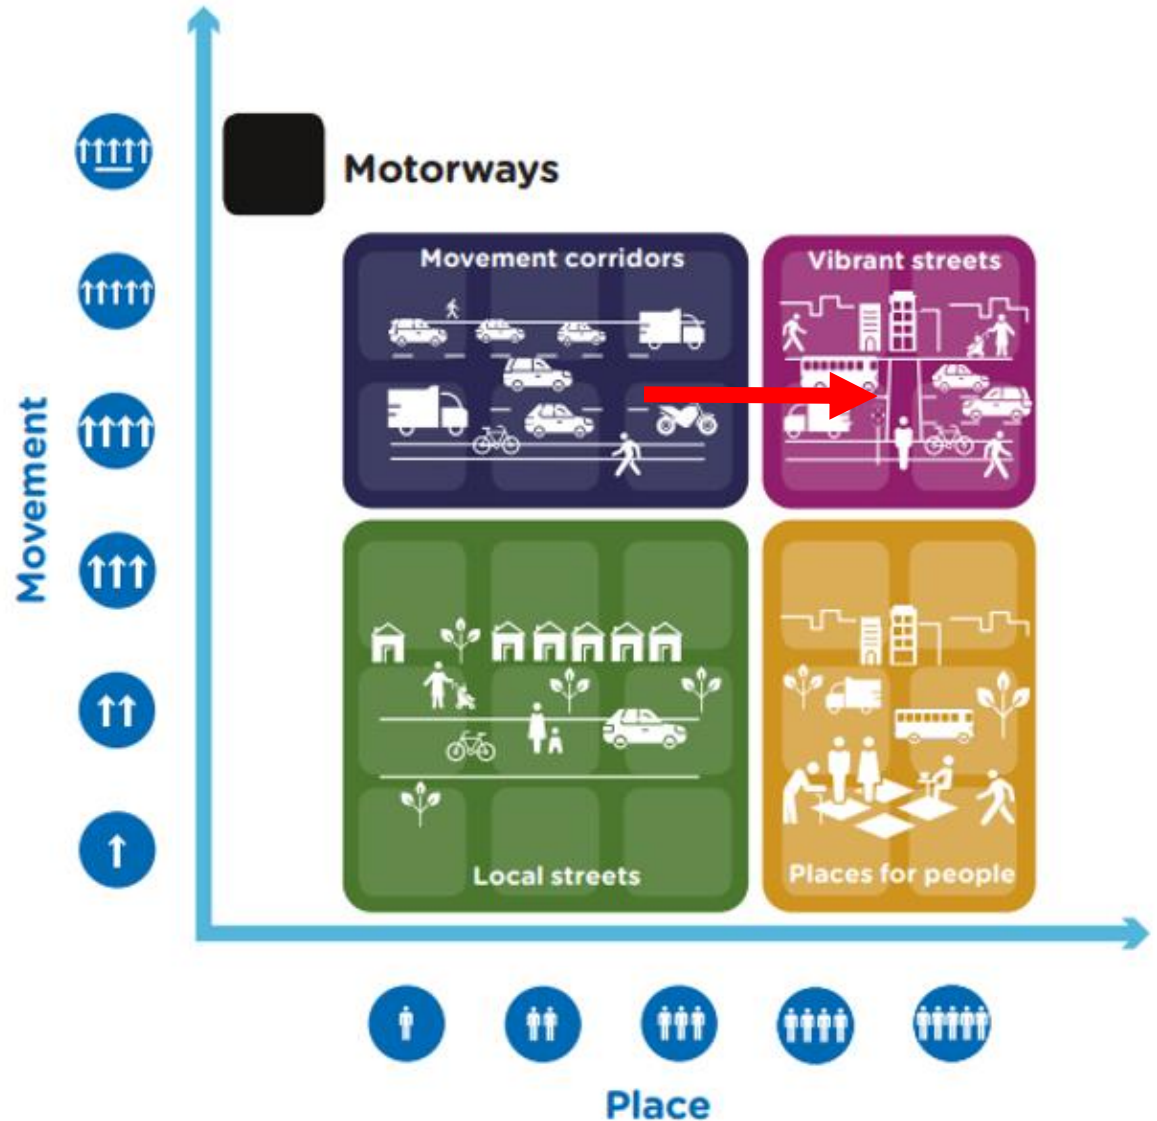 Motorways
Movement corridors
Vibrant streets
Movement
Local streets
Places for people
Place